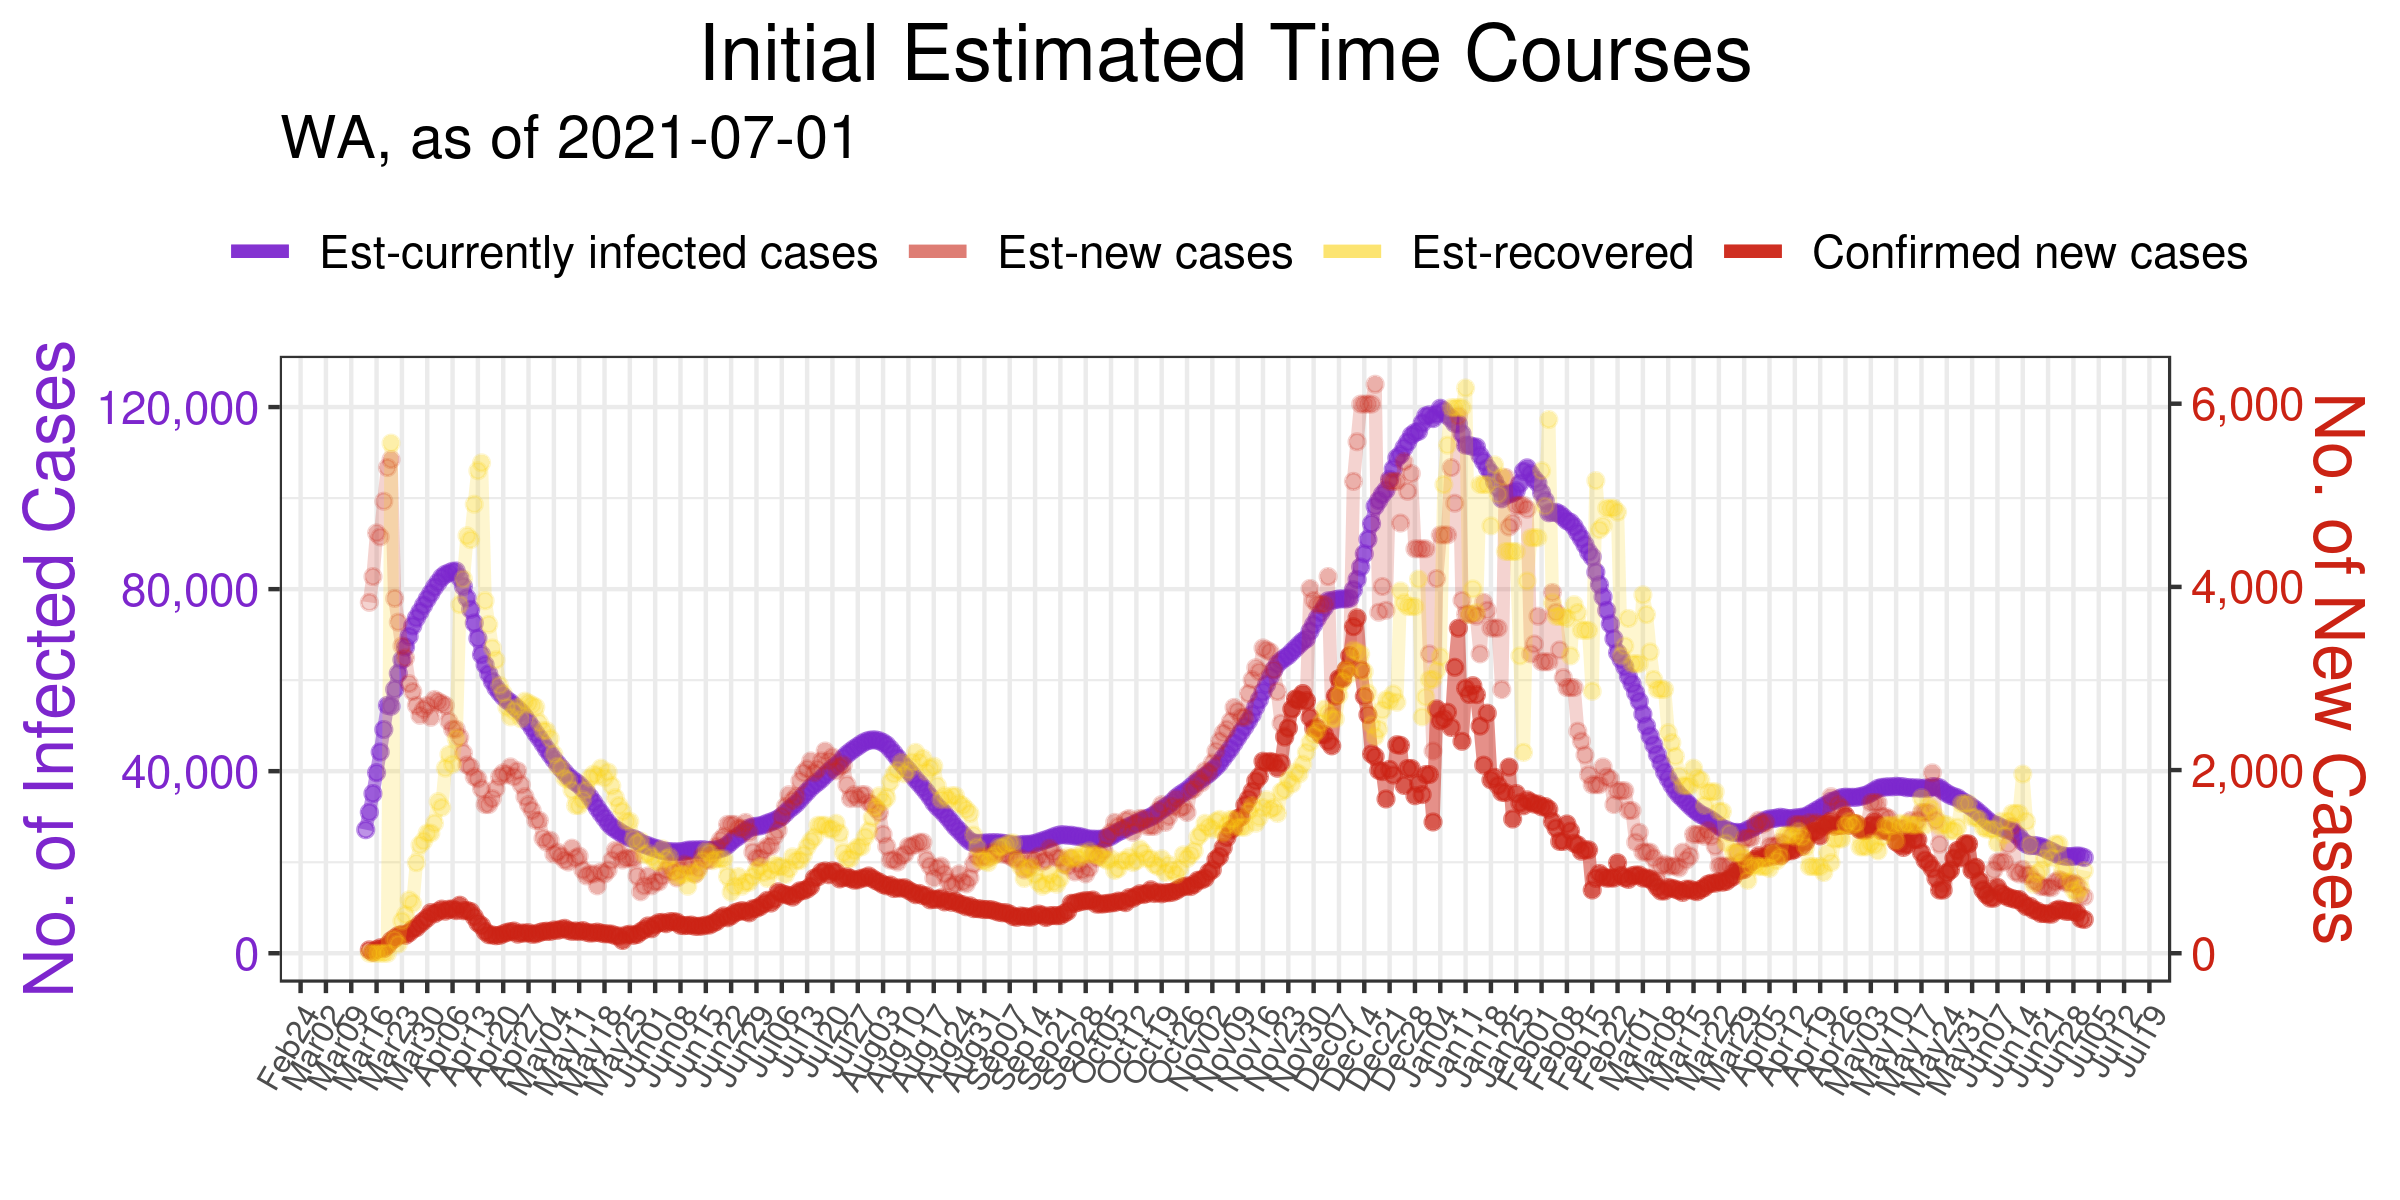 Initial Estimated Time Courses
WA, as of 2021-07-01
Est-currently infected cases Est-new cases Est-recovered Confirmed new cases
No. of Infected Cases
120,000
80,000
40,000
0
6,000
4,000
2,000
0
No. of New Cases
Feb24
Mar02
Mar09
Mar16
Mar23
Mar30
Apr06
Apr13
Apr20
Apr27
May04
May11
May18
May25
Jun01
Jun08
Jun15
Jun22
Jun29
Jul06
Jul13
Jul20
Jul27
Aug03
Aug10
Aug17
Aug24
Aug31
Sep07
Sep14
Sep21
Sep28
Oct05
Oct12
Oct19
Oct26
Nov02
Nov09
Nov16
Nov23
Nov30
Dec07
Dec14
Dec21
Dec28
Jan04
Jan11
Jan18
Jan25
Feb01
Feb08
Feb15
Feb22
Mar01
Mar08
Mar15
Mar22
Mar29
Apr05
Apr12
Apr19
Apr26
May03
May10
May17
May24
May31
Jun07
Jun14
Jun21
Jun28
Jul05
Jul12
Jul19